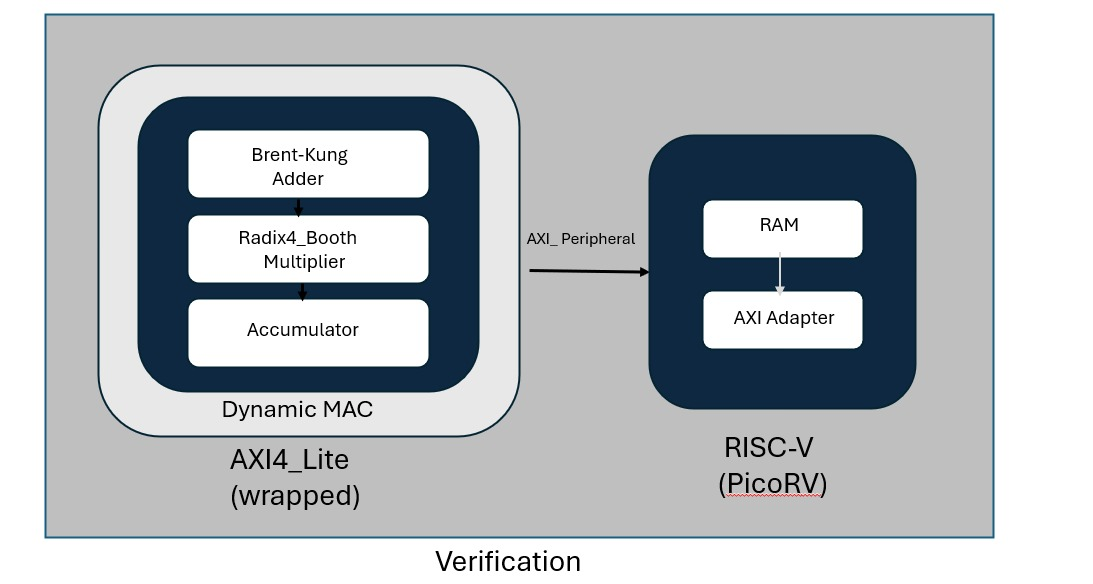 Brent-Kung
Adder
Radix4_Booth
Multiplier
Accumulator
Dynamic MAC
AXI4_Lite
(wrapped)
AXI_ Peripheral
RAM
AXI Adapter
RISC-V
(PicoRV)
Verification